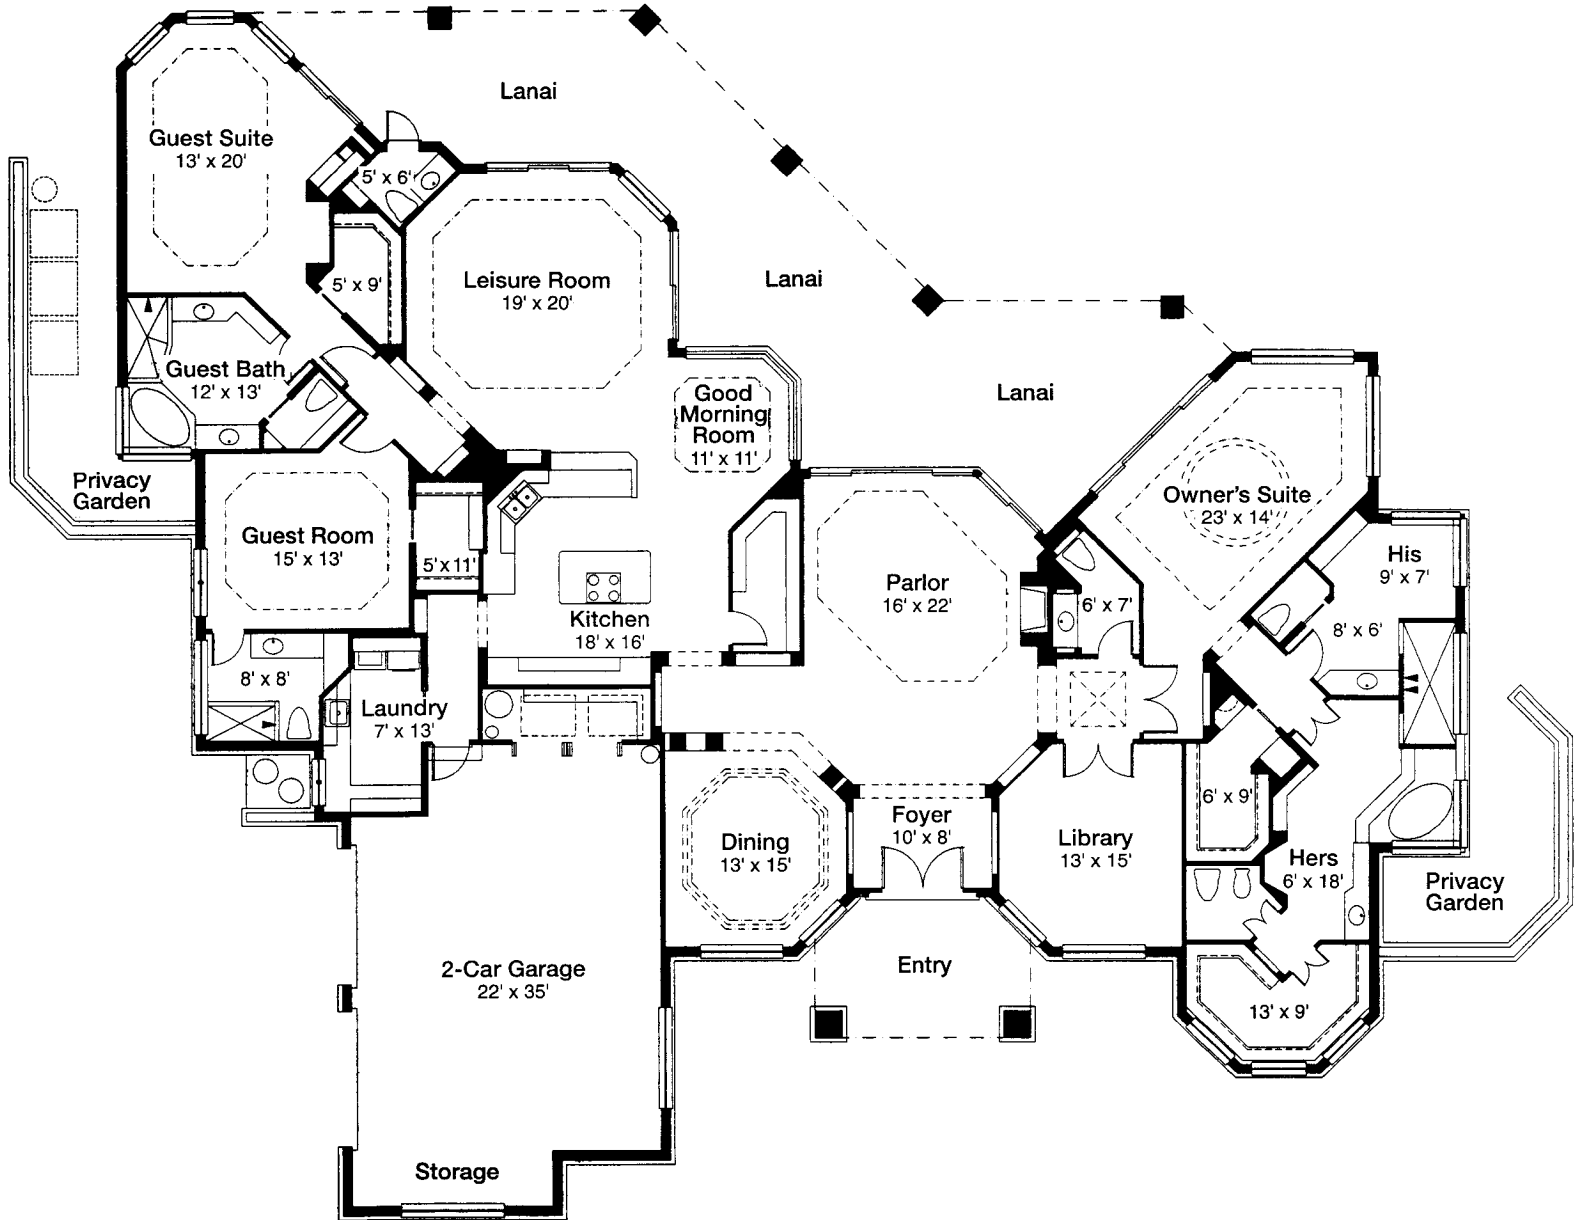 Lanai
Guest Suite
13' x 20'
5' x 6'
Leisure Room
19' x 20'
5' x 9'
Lanai
Guest Bath
12' x 13'
Good
Morning
Room
11' x 11'
Lanai
Privacy
Garden
Owner's Suite
23' x 14'
Guest Room
15' x 13'
5' x 11'
His
9' x 7'
Parlor
16' x 22'
6' x 7'
Kitchen
18' x 16'
8' x 6'
8' x 8'
Laundry
7' x 13'
6' x 9'
Foyer
10' x 8'
Dining
13' x 15'
Library
13' x 15'
Hers
6' x 18'
Privacy
Garden
2-Car Garage
22' x 35'
Entry
13' x 9'
Storage